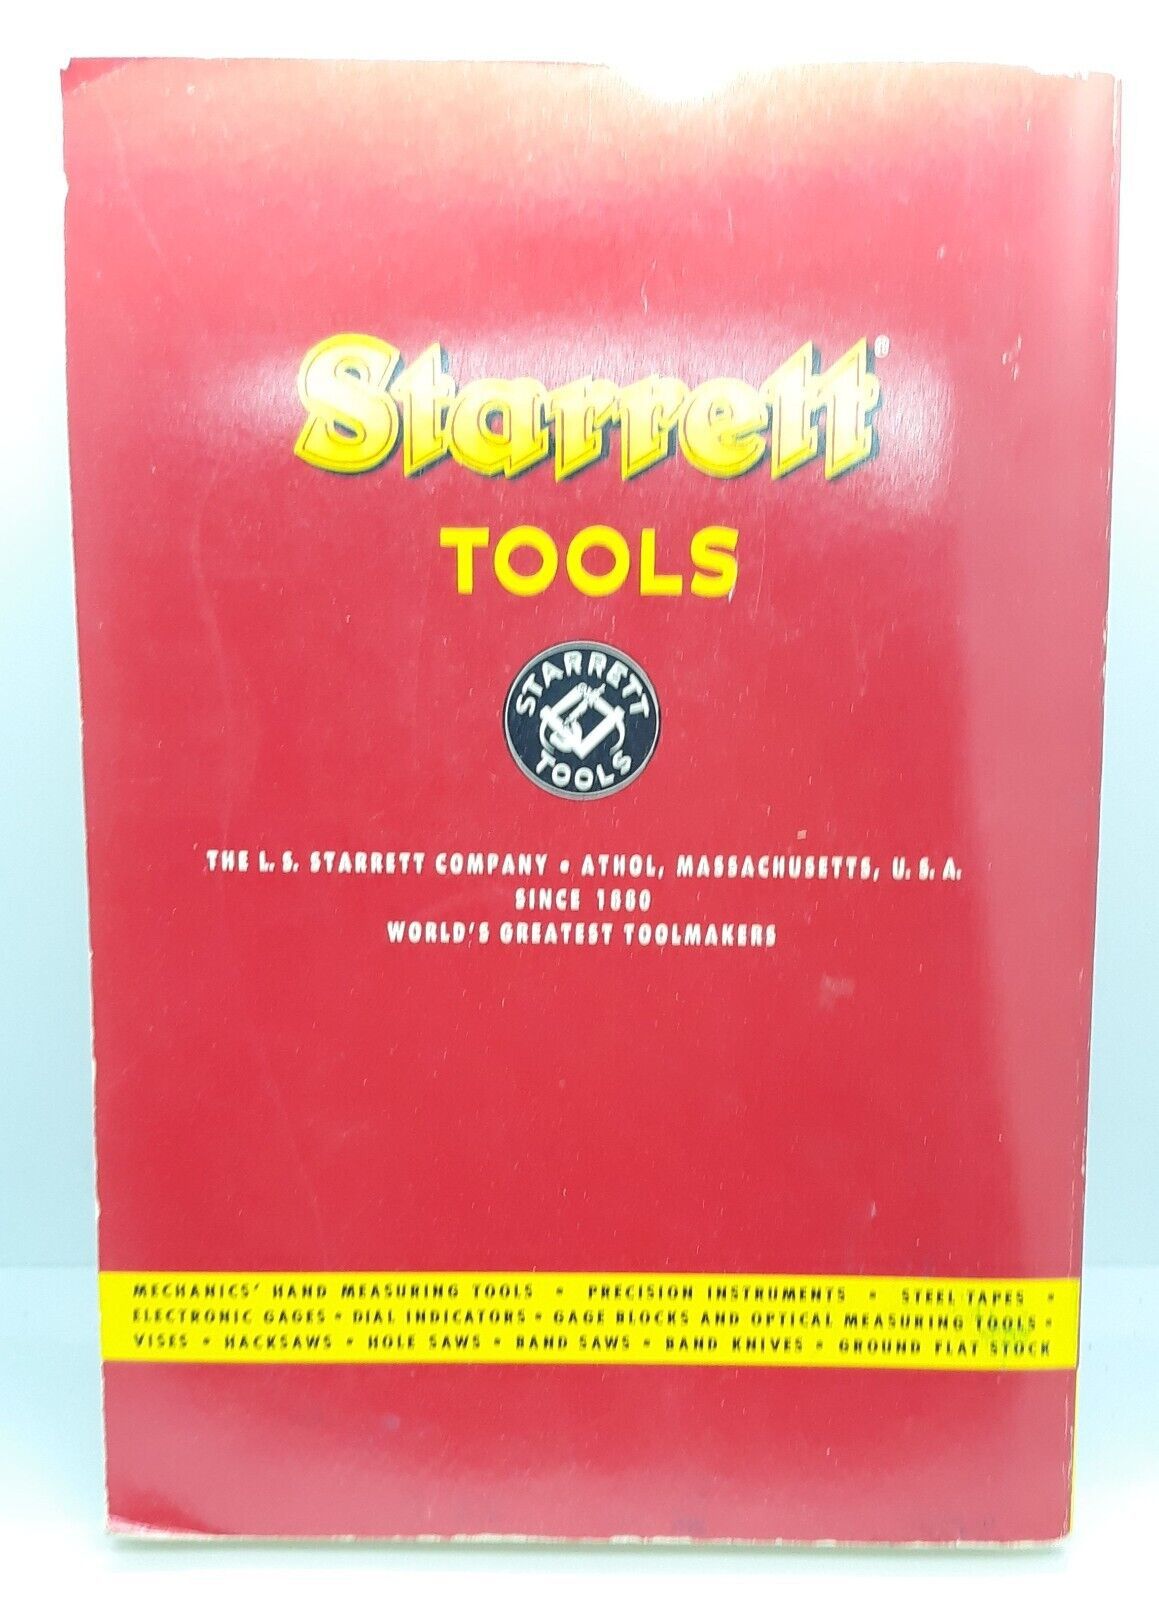 Starrett®
TOOLS
STARRETT
TOOLS
THE L. S. STARRETT COMPANY • ATHOL, MASSACHUSETTS, U. S. A.
SINCE 1880
WORLD'S GREATEST TOOLMAKERS
MECHANICS' HAND MEASURING TOOLS • PRECISION INSTRUMENTS • STEEL TAPES •
ELECTRONIC GAGES • DIAL INDICATORS • GAGE BLOCKS AND OPTICAL MEASURING TOOLS •
VISES • HACKSAWS • HOLE SAWS • BAND SAWS • BAND KNIVES • GROUND FLAT STOCK